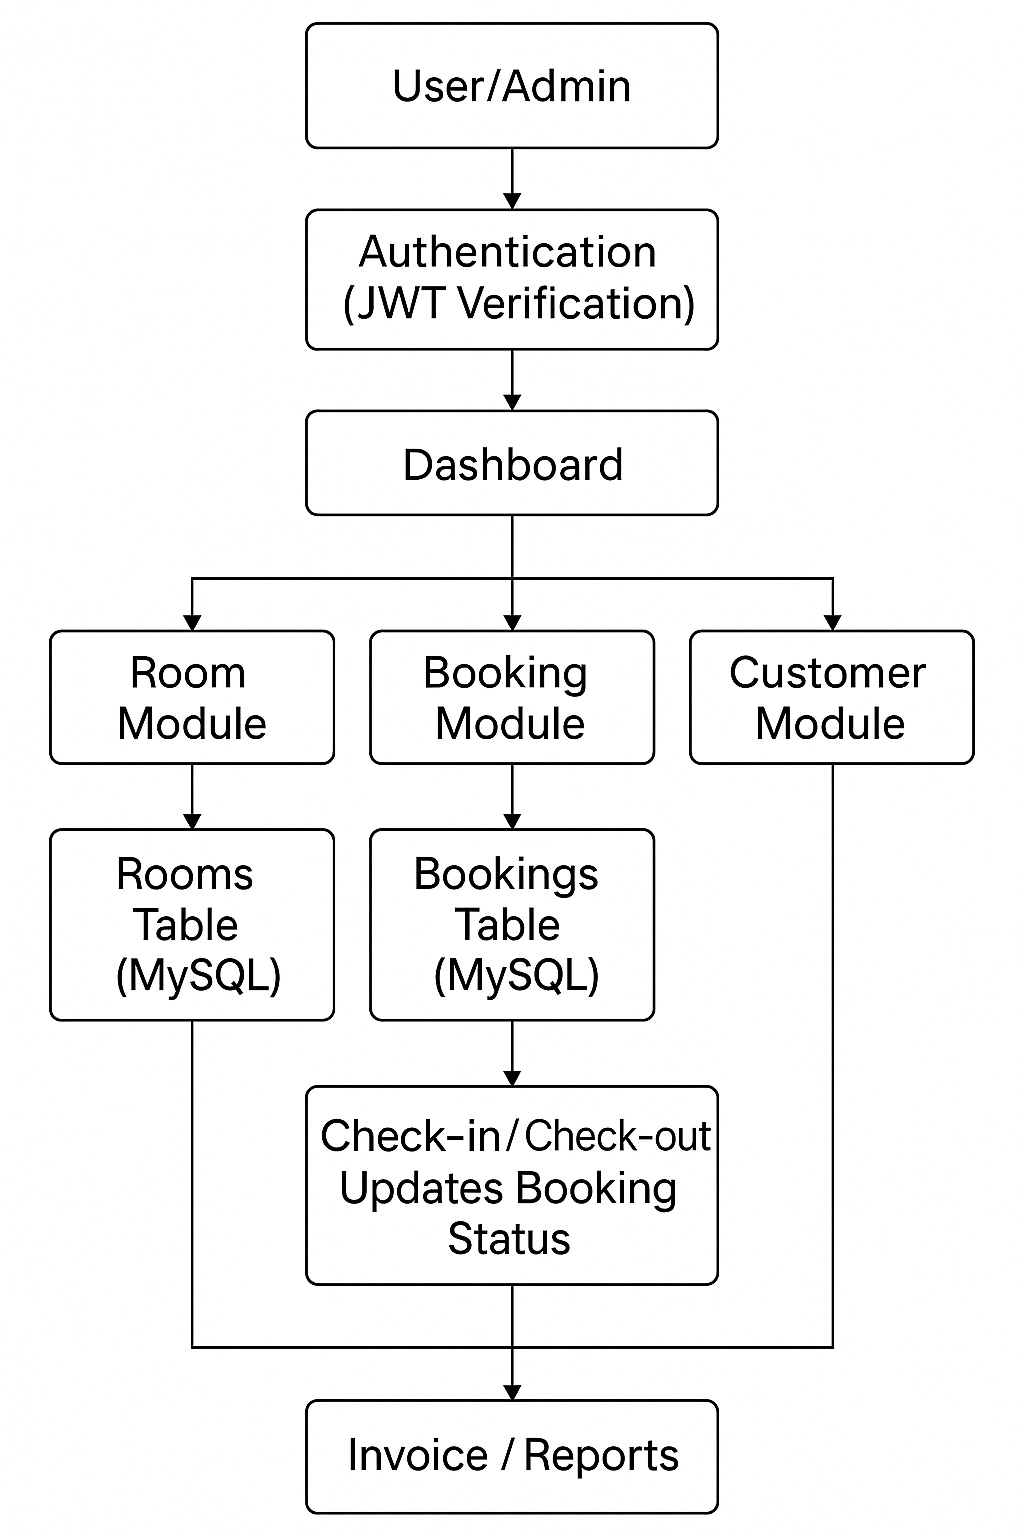 User/Admin
Authentication
(JWT Verification)
Dashboard
Room
Module
Booking
Module
Customer
Module
Rooms
Table
(MySQL)
Bookings
Table
(MySQL)
Check-in/Check-out
Updates Booking
Status
Invoice / Reports